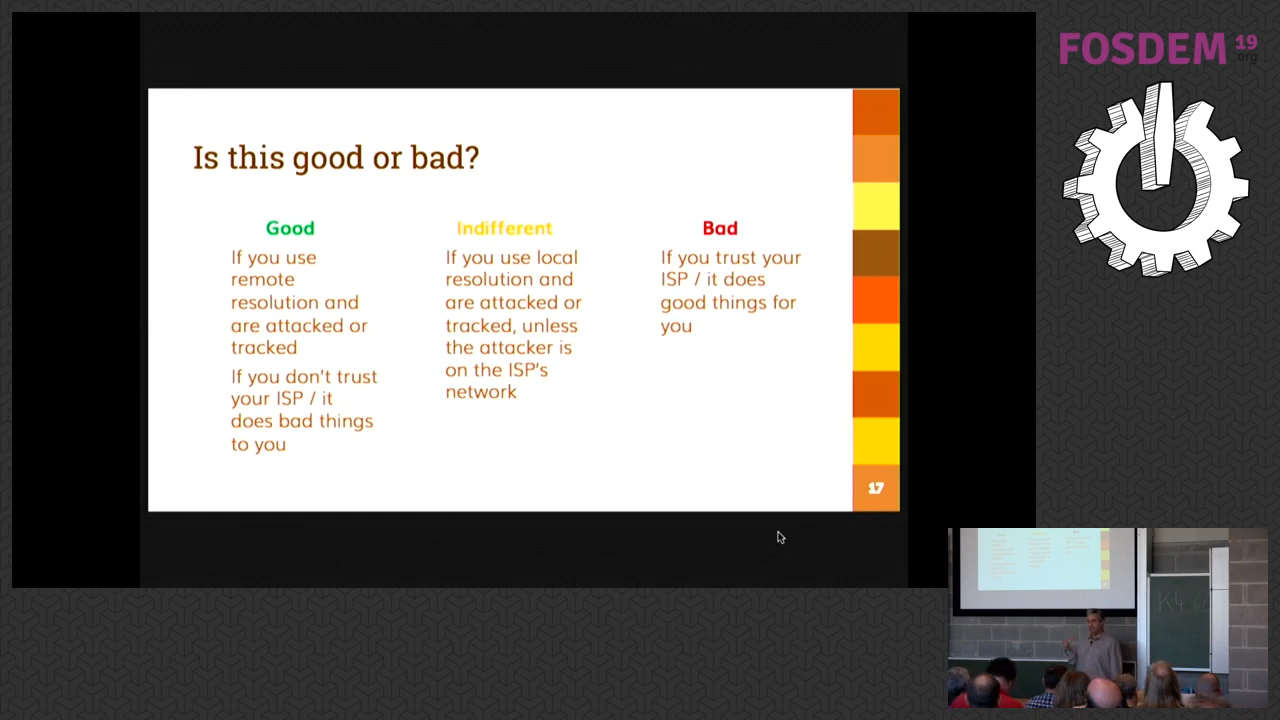 FOSDEM 19
.org
Is this good or bad?
Good
If you use
remote
resolution and
are attacked or
tracked
If you don't trust
your ISP / it
does bad things
to you
Indifferent
If you use local
resolution and
are attacked or
tracked, unless
the attacker is
on the ISP's
network
Bad
If you trust your
ISP / it does
good things for
you
17